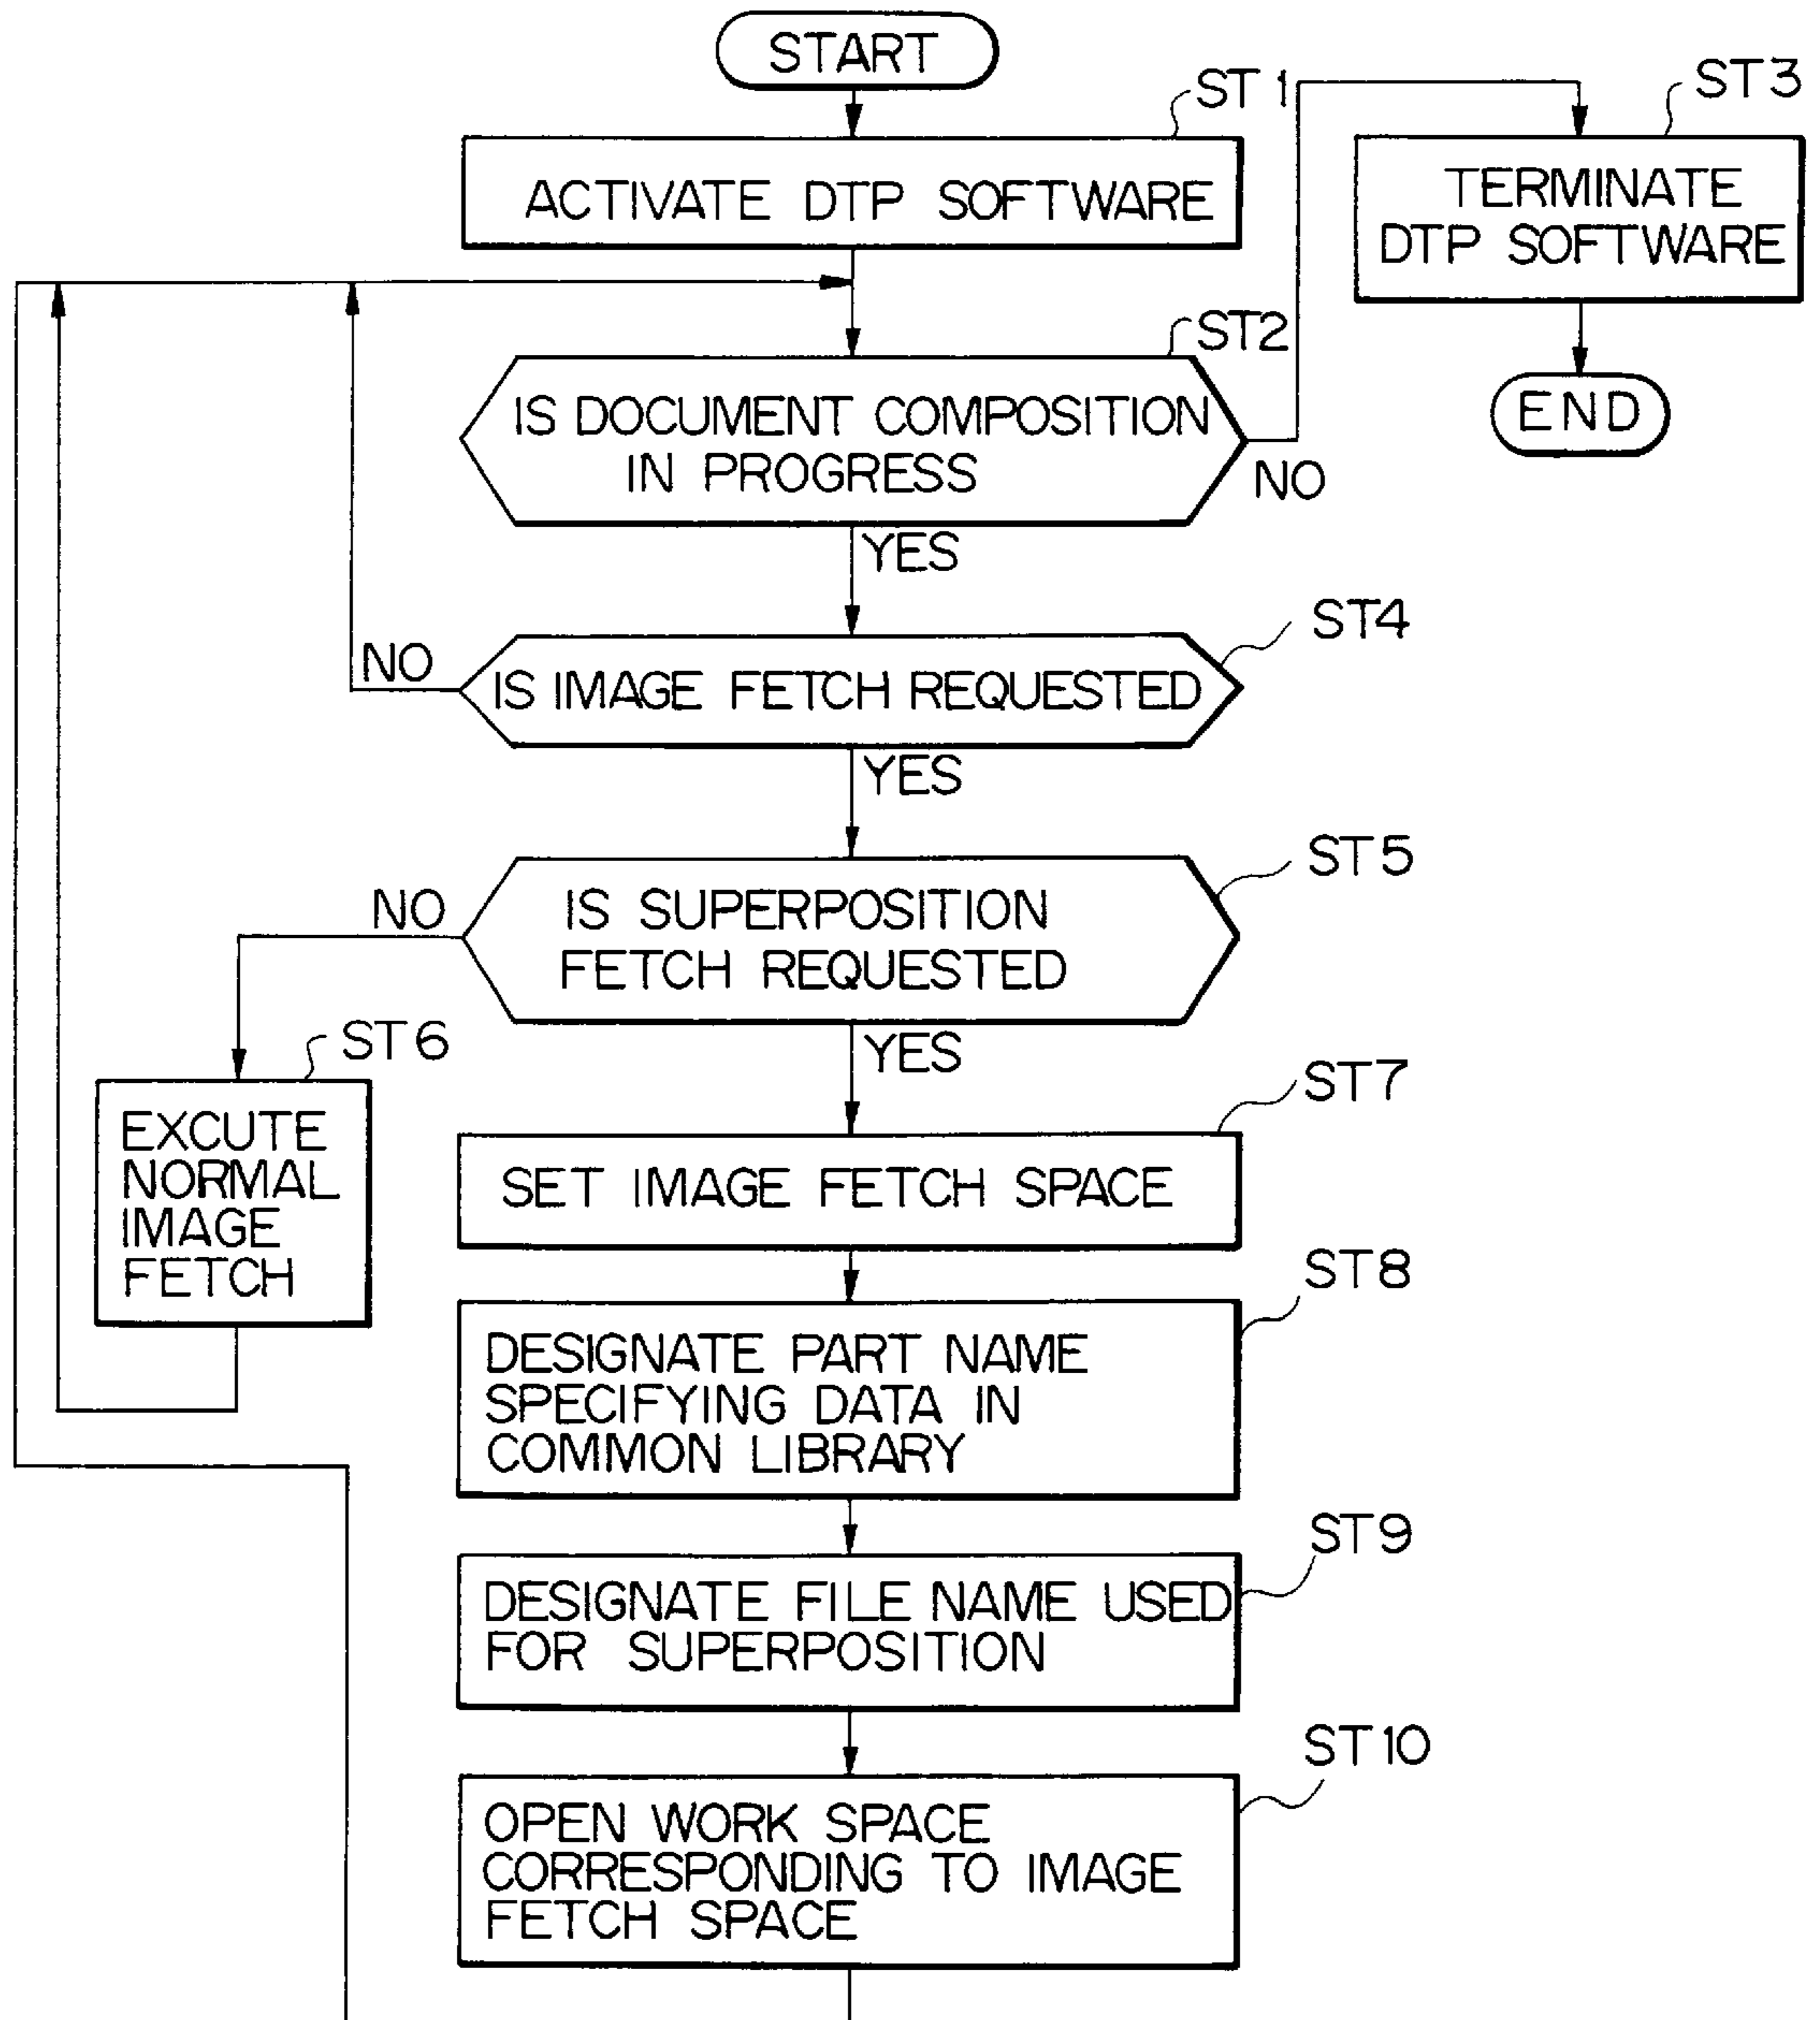 START
ST1
ACTIVATE DTP SOFTWARE
ST3
TERMINATE
DTP SOFTWARE
END
ST2
IS DOCUMENT COMPOSITION
IN PROGRESS
NO
YES
ST4
NO
IS IMAGE FETCH REQUESTED
YES
ST5
NO
IS SUPERPOSITION
FETCH REQUESTED
YES
ST6
EXCUTE
NORMAL
IMAGE
FETCH
ST7
SET IMAGE FETCH SPACE
ST8
DESIGNATE PART NAME
SPECIFYING DATA IN
COMMON LIBRARY
ST9
DESIGNATE FILE NAME USED
FOR SUPERPOSITION
ST10
OPEN WORK SPACE
CORRESPONDING TO IMAGE
FETCH SPACE